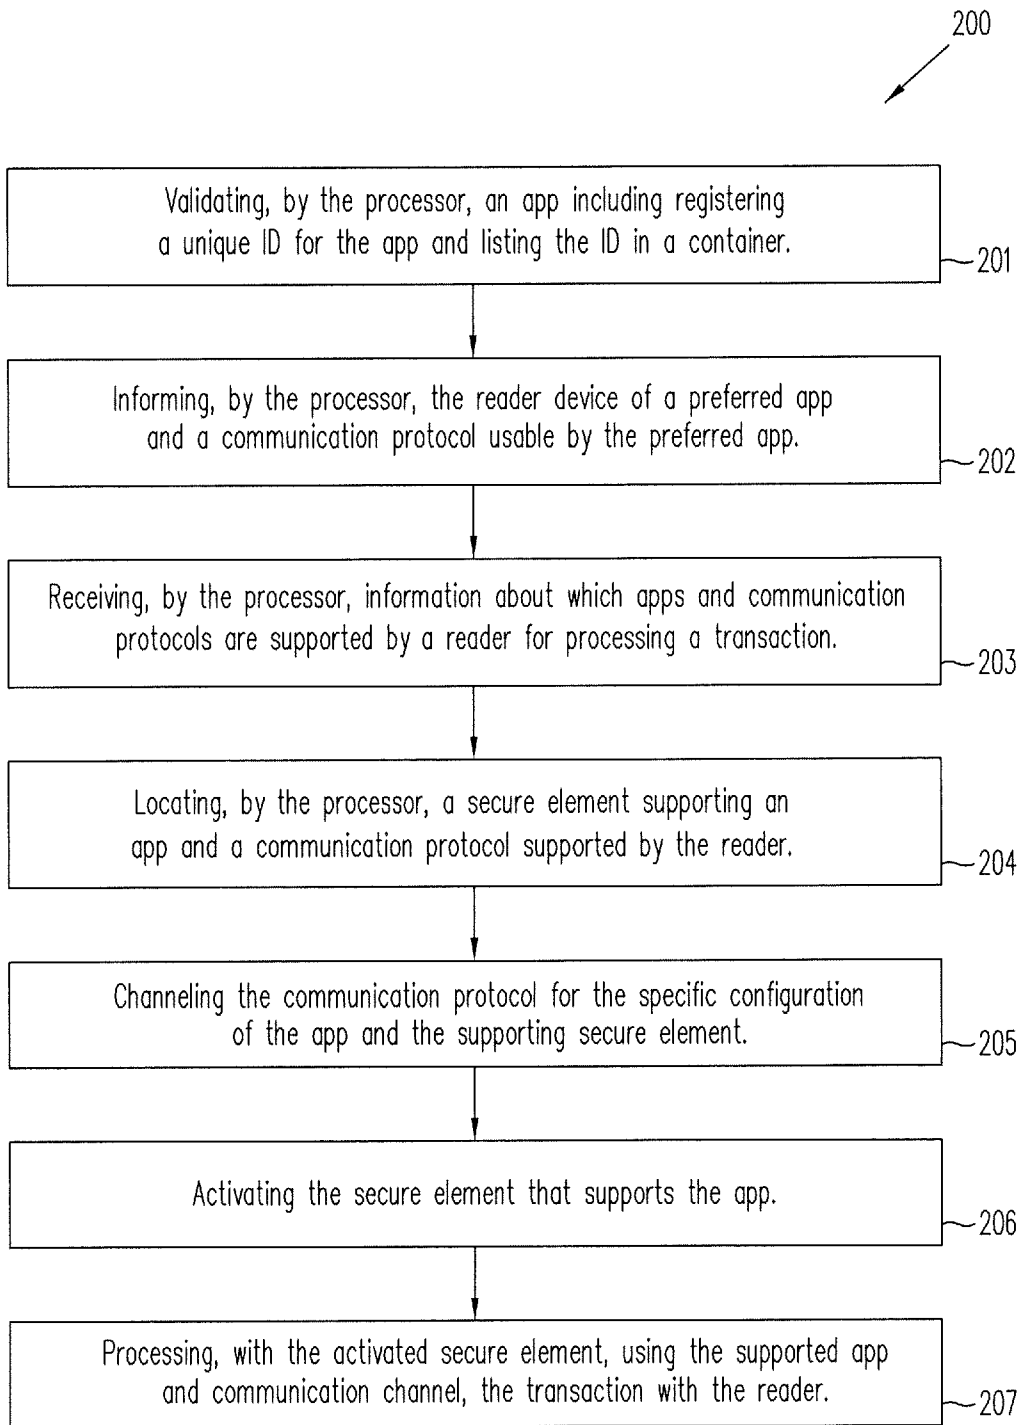 200
Validating, by the processor, an app including registering
a unique ID for the app and listing the ID in a container.
201
Informing, by the processor, the reader device of a preferred app
and a communication protocol usable by the preferred app.
202
Receiving, by the processor, information about which apps and communication
protocols are supported by a reader for processing a transaction.
203
Locating, by the processor, a secure element supporting an
app and a communication protocol supported by the reader.
204
Channeling the communication protocol for the specific configuration
of the app and the supporting secure element.
205
Activating the secure element that supports the app.
206
Processing, with the activated secure element, using the supported app
and communication channel, the transaction with the reader.
207